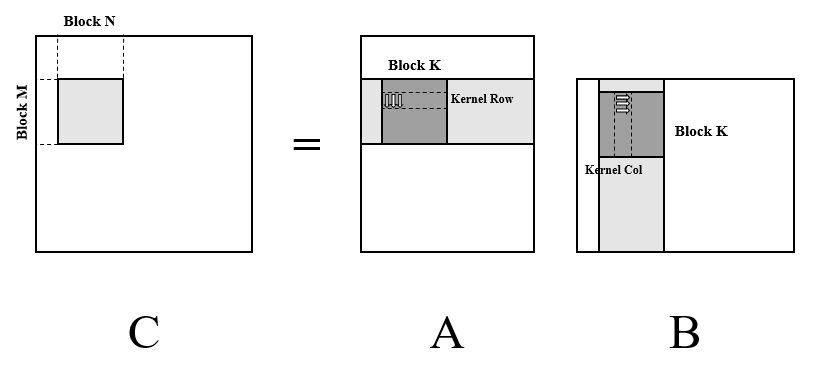 Block N
Block M
Block K
Kernel Row
=
Block K
Kernel Col
C
A
B